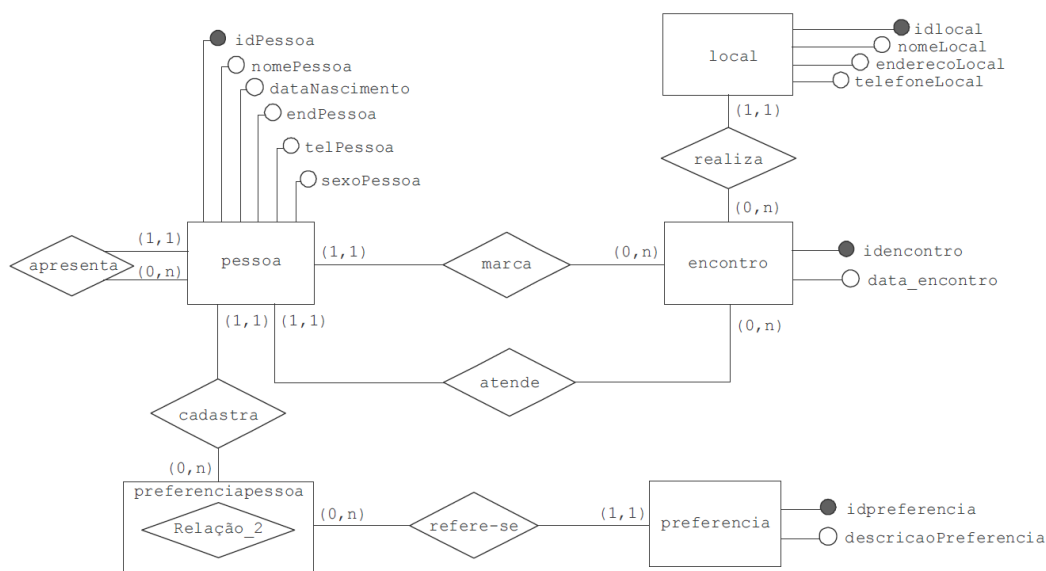 idPessoa
nomePessoa
dataNascimento
endPessoa
telPessoa
sexoPessoa
local
idlocal
nomeLocal
enderecoLocal
telefoneLocal
(1,1)
realiza
(0,n)
apresenta
(1,1)
(0,n)
pessoa
(1,1)
marca
(0,n)
encontro
idencontro
data_encontro
(1,1)
(1,1)
(0,n)
atende
cadastra
(0,n)
preferenciapessoa
Relação_2
(0,n)
refere-se
(1,1)
preferencia
idpreferencia
descricaoPreferencia